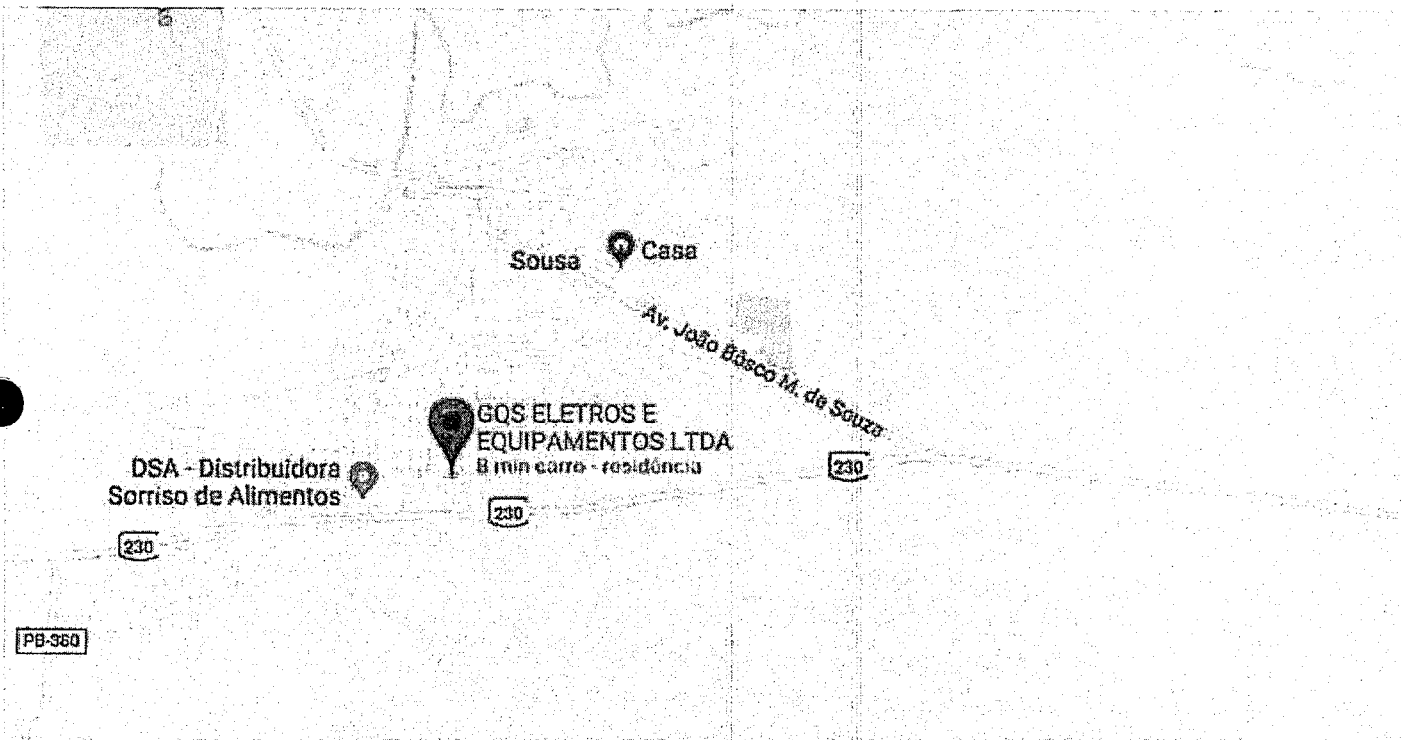 Sousa
Casa
Av. João Bosco M. de Souza
GQS ELETROS E
EQUIPAMENTOS LTDA
8 min carro - residência
DSA - Distribuidora
Sorriso de Alimentos
230
230
230
PB-360